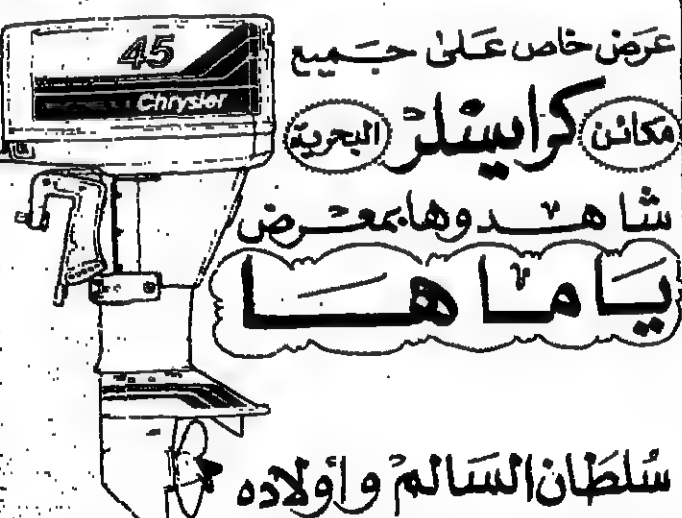 عرض خاص على جميع
مكائن كرايسلر البحرية
شاهدوها بمعرض
ياماها
سلطان السالم وأولاده
45
Chrysler